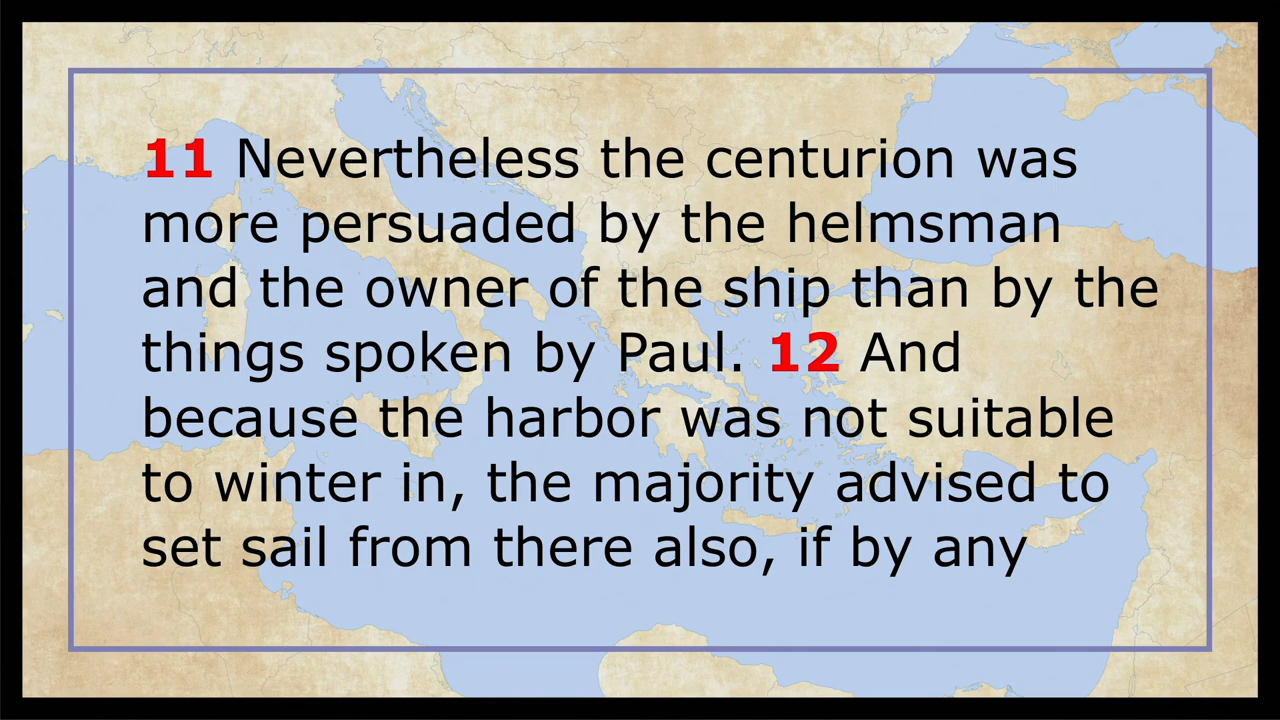 11 Nevertheless the centurion was
more persuaded by the helmsman
and the owner of the ship than by the
things spoken by Paul. 12 And
because the harbor was not suitable
to winter in, the majority advised to
set sail from there also, if by any